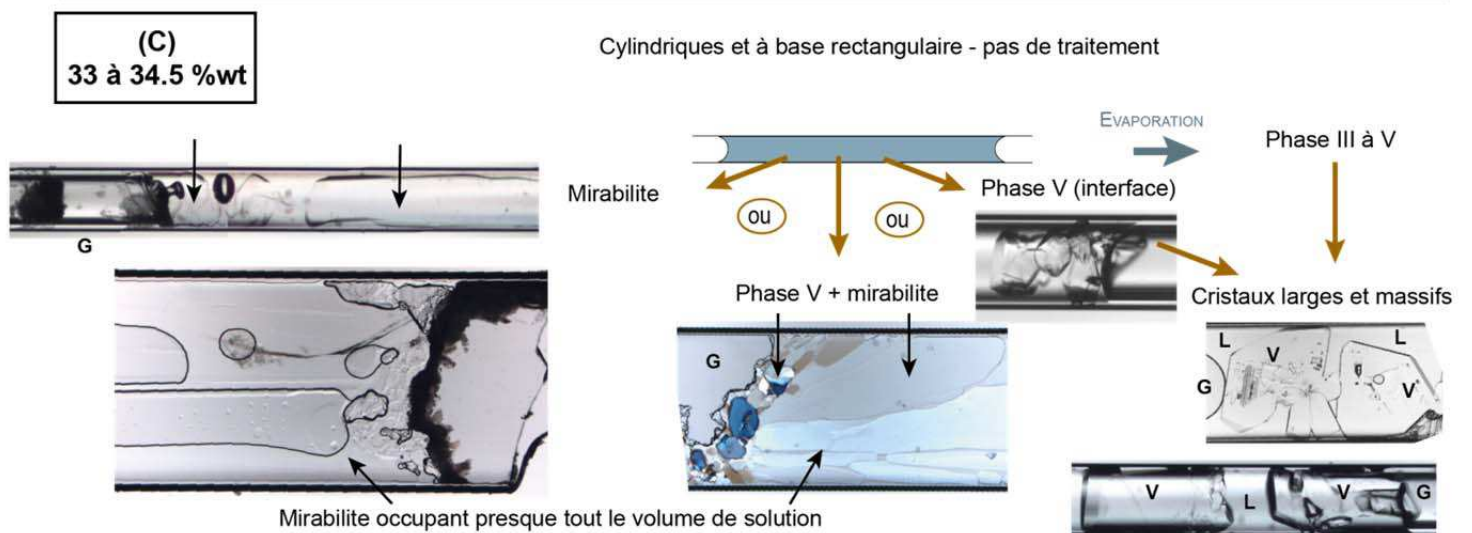 (C)
33 à 34.5 %wt
Cylindriques et à base rectangulaire - pas de traitement
EVAPORATION
Phase III à V
Mirabilite
Phase V (interface)
ou
ou
G
Phase V + mirabilite
Cristaux larges et massifs
G
L
V
L
G
V
V
L
V
G
Mirabilite occupant presque tout le volume de solution